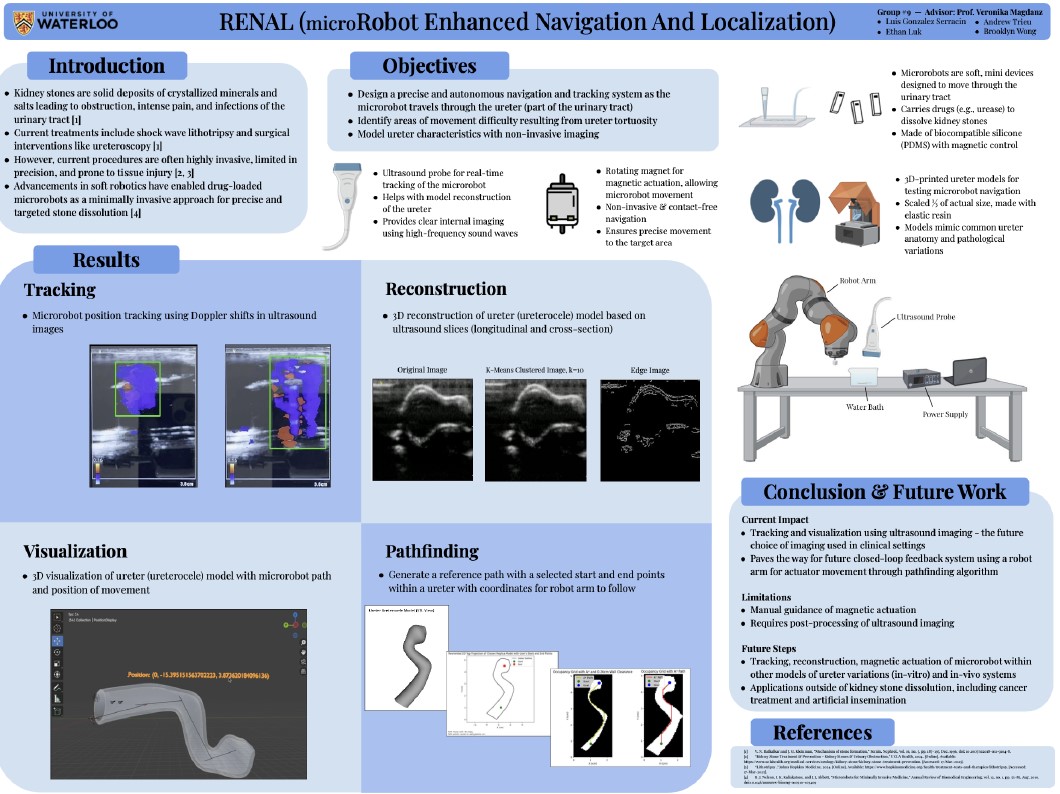 UNIVERSITY OF
WATERLOO
RENAL (microRobot Enhanced Navigation And Localization)
Group #9 — Advisor: Prof. Veronika Magdanz
• Luis Gonzalez Serracin
• Andrew Trieu
• Ethan Luk
• Brooklyn Wong
Introduction
• Kidney stones are solid deposits of crystallized minerals and
salts leading to obstruction, intense pain, and infections of the
urinary tract [1]
• Current treatments include shock wave lithotripsy and surgical
interventions like ureteroscopy [1]
• However, current procedures are often highly invasive, limited in
precision, and prone to tissue injury [2, 3]
• Advancements in soft robotics have enabled drug-loaded
microrobots as a minimally invasive approach for precise and
targeted stone dissolution [4]
Objectives
• Design a precise and autonomous navigation and tracking system as the
microrobot travels through the ureter (part of the urinary tract)
• Identify areas of movement difficulty resulting from ureter tortuosity
• Model ureter characteristics with non-invasive imaging
• Ultrasound probe for real-time
tracking of the microrobot
• Helps with model reconstruction
of the ureter
• Provides clear internal imaging
using high-frequency sound waves
• Rotating magnet for
magnetic actuation, allowing
microrobot movement
• Non-invasive & contact-free
navigation
• Ensures precise movement
to the target area
• Microrobots are soft, mini devices
designed to move through the
urinary tract
• Carries drugs (e.g., urease) to
dissolve kidney stones
• Made of biocompatible silicone
(PDMS) with magnetic control
• 3D-printed ureter models for
testing microrobot navigation
• Scaled ⅓ of actual size, made with
elastic resin
• Models mimic common ureter
anatomy and pathological
variations
Robot Arm
Ultrasound Probe
Water Bath
Power Supply
Results
Tracking
• Microrobot position tracking using Doppler shifts in ultrasound
images
3.0cm
3.0cm
Reconstruction
• 3D reconstruction of ureter (ureterocele) model based on
ultrasound slices (longitudinal and cross-section)
Original Image
K-Means Clustered Image, k=10
Edge Image
Visualization
• 3D visualization of ureter (ureterocele) model with microrobot path
and position of movement
Pathfinding
• Generate a reference path with a selected start and end points
within a ureter with coordinates for robot arm to follow
Conclusion & Future Work
Current Impact
• Tracking and visualization using ultrasound imaging – the future
choice of imaging used in clinical settings
• Paves the way for future closed-loop feedback system using a robot
arm for actuator movement through pathfinding algorithm
Limitations
• Manual guidance of magnetic actuation
• Requires post-processing of ultrasound imaging
Future Steps
• Tracking, reconstruction, magnetic actuation of microrobot within
other models of ureter variations (in-vitro) and in-vivo systems
• Applications outside of kidney stone dissolution, including cancer
treatment and artificial insemination
References